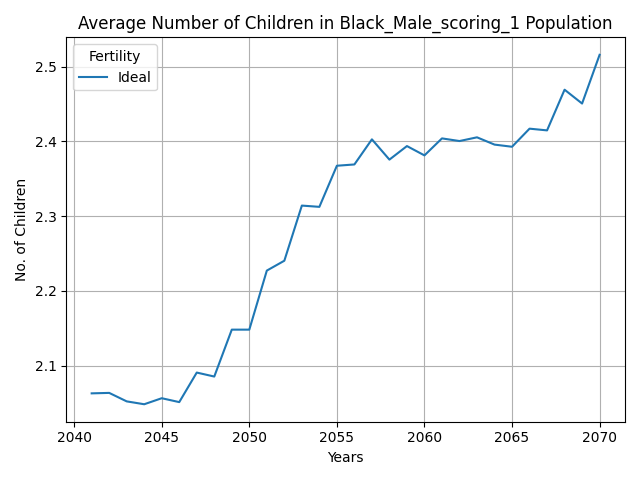 Average Number of Children in Black_Male_scoring_1 Population
Fertility
Ideal
2.5
2.4
2.3
2.2
2.1
No. of Children
2040 2045 2050 2055 2060 2065 2070
Years